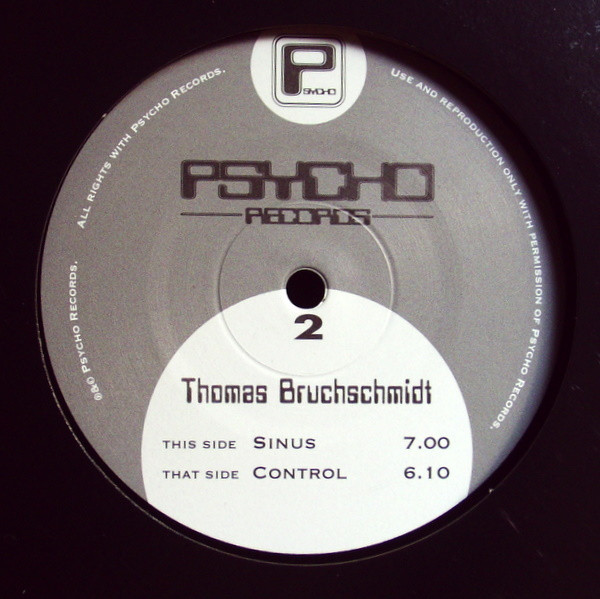 P
SYCHO
PSYCHO
RECORDS
2
Thomas Bruchschmidt
THIS SIDE SINUS 7.00
THAT SIDE CONTROL 6.10
®&© PSYCHO RECORDS.
ALL RIGHTS WITH PSYCHO RECORDS.
USE AND REPRODUCTION ONLY WITH PERMISSION OF PSYCHO RECORDS.